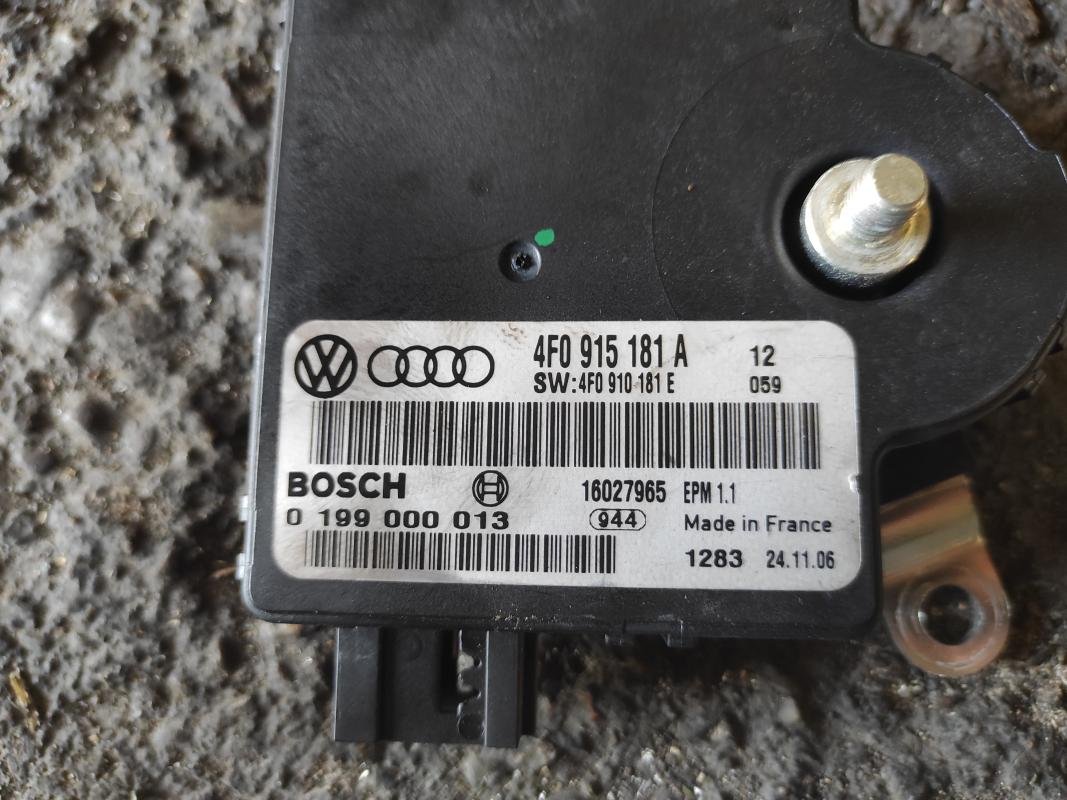 4F0 915 181 A 12
SW:4F0 910 181 E 059
BOSCH 16027965 EPM 1.1
0 199 000 013 944 Made in France
1283 24.11.06